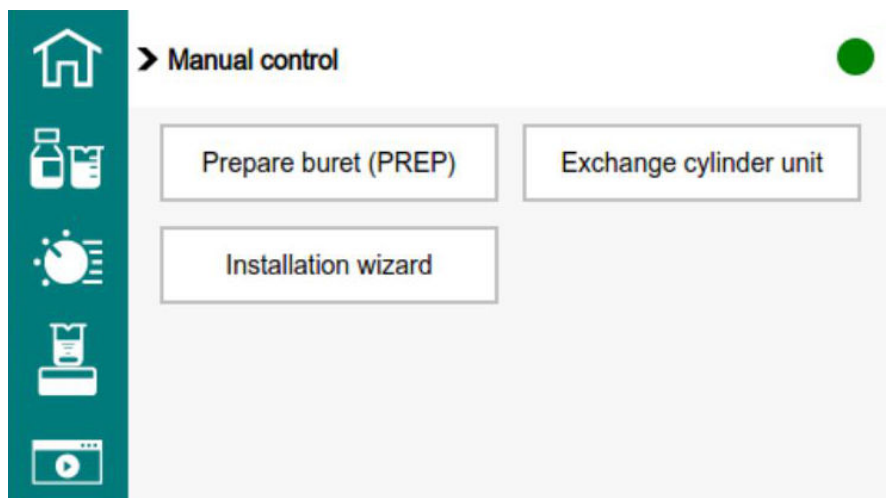 Manual control
Prepare buret (PREP)
Exchange cylinder unit
Installation wizard